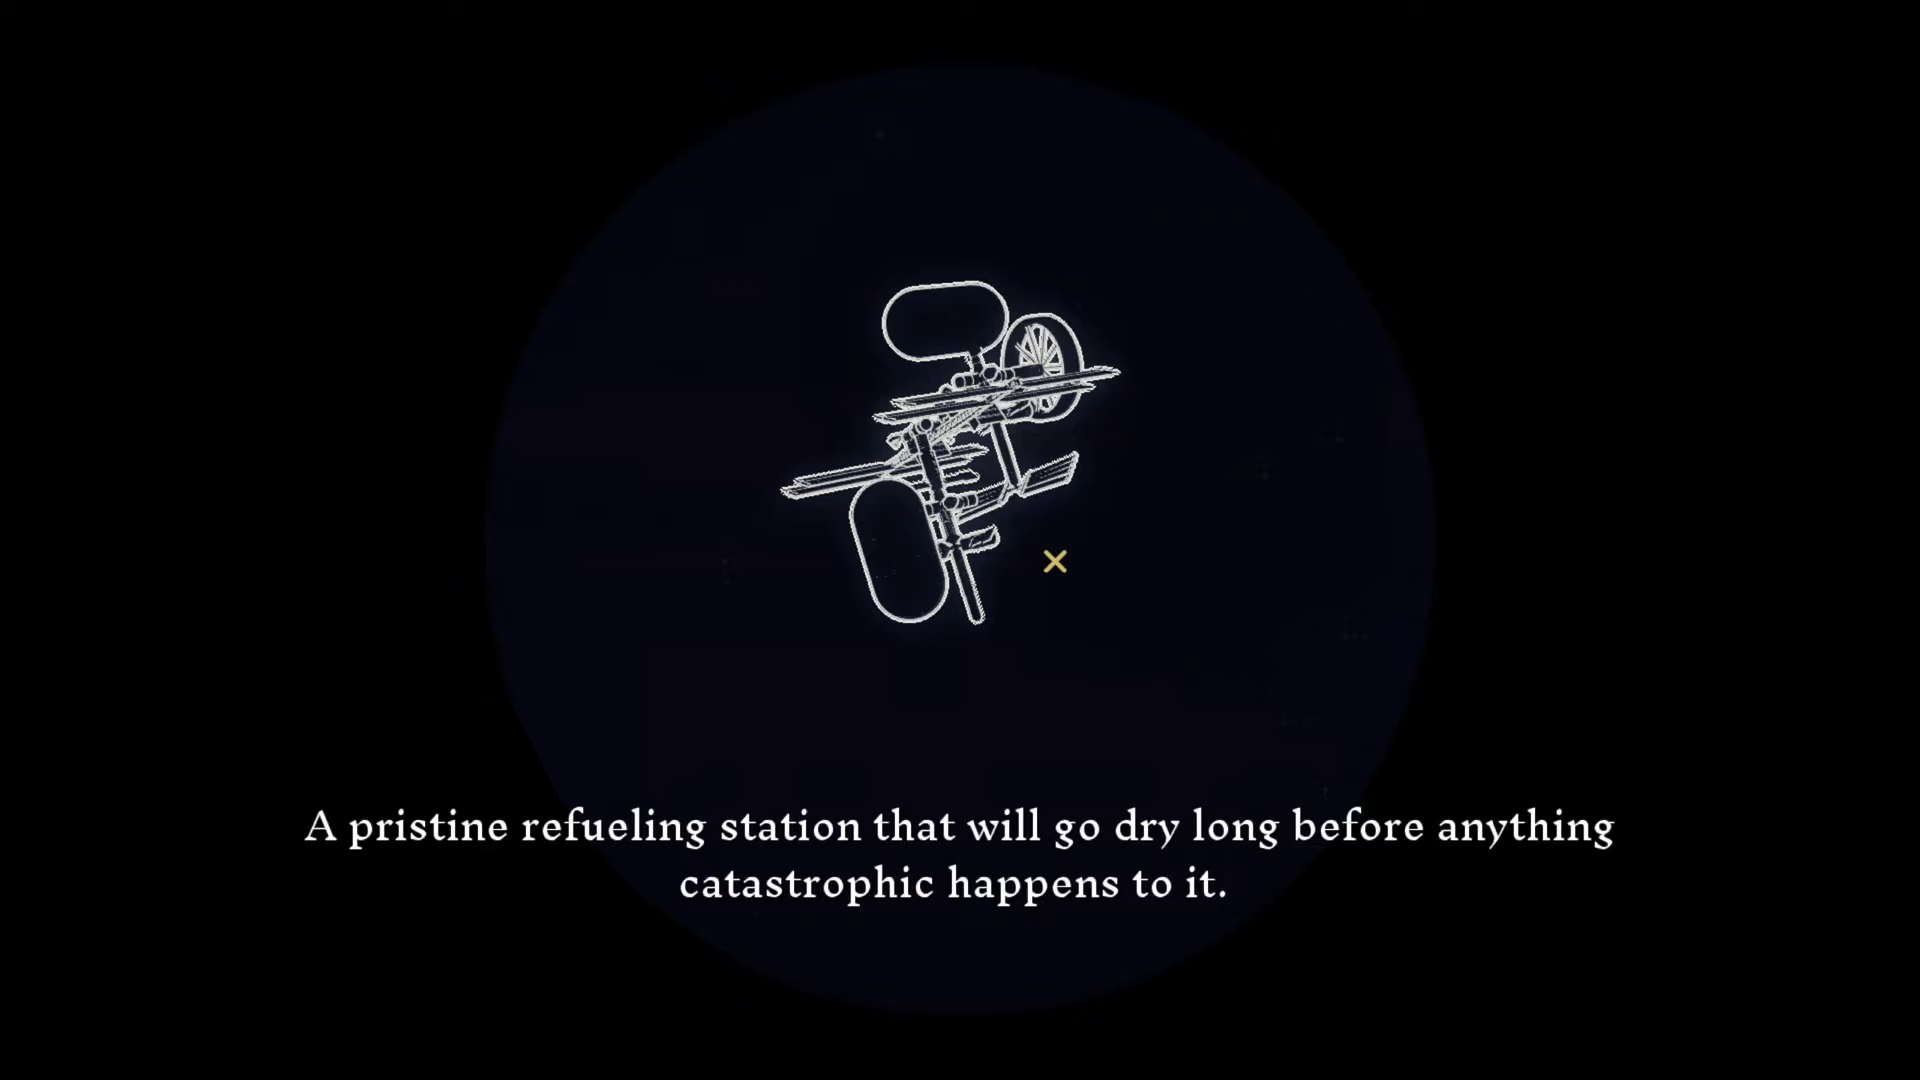 A pristine refueling station that will go dry long before anything
catastrophic happens to it.